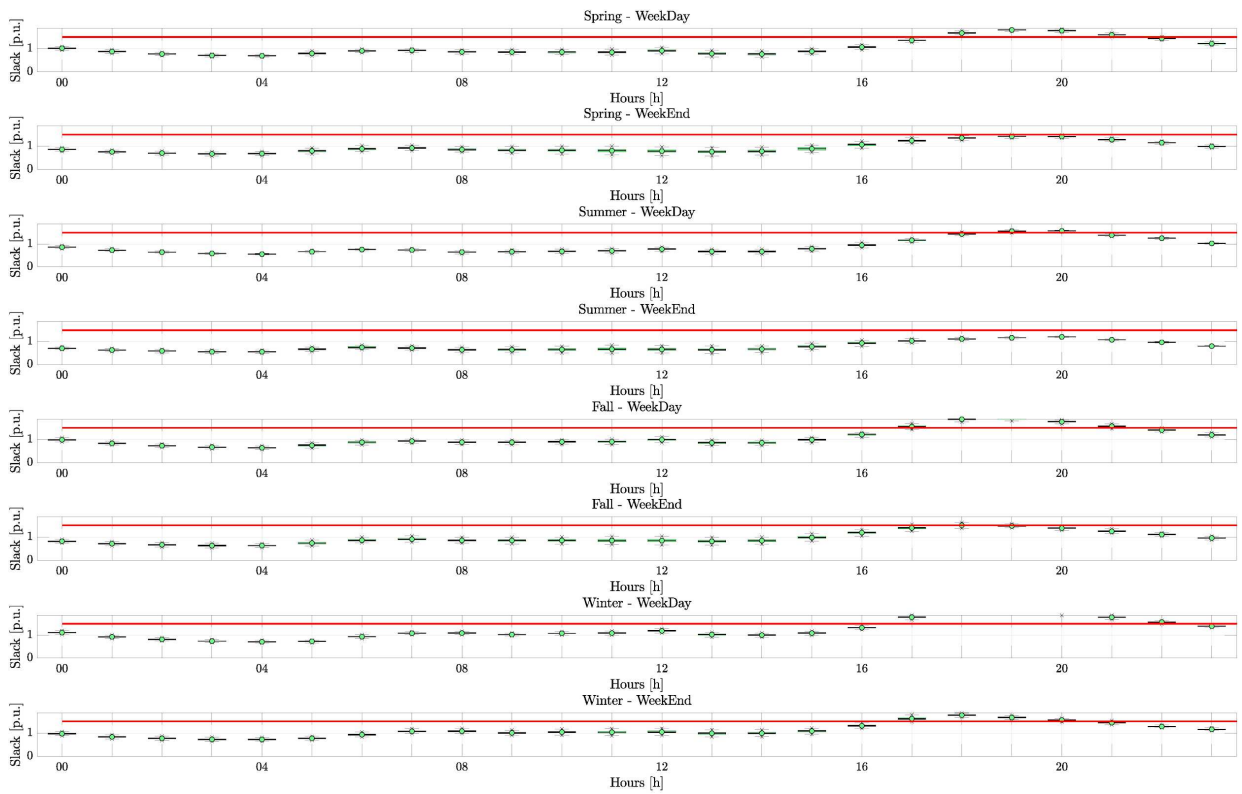 Spring - WeekDay
Slack [p.u.]
1
0
00 04 08 12 16 20
Hours [h]
Spring - WeekEnd
Slack [p.u.]
1
0
00 04 08 12 16 20
Hours [h]
Summer - WeekDay
Slack [p.u.]
1
0
00 04 08 12 16 20
Hours [h]
Summer - WeekEnd
Slack [p.u.]
1
0
00 04 08 12 16 20
Hours [h]
Fall - WeekDay
Slack [p.u.]
1
0
00 04 08 12 16 20
Hours [h]
Fall - WeekEnd
Slack [p.u.]
1
0
00 04 08 12 16 20
Hours [h]
Winter - WeekDay
Slack [p.u.]
1
0
00 04 08 12 16 20
Hours [h]
Winter - WeekEnd
Slack [p.u.]
1
0
00 04 08 12 16 20
Hours [h]